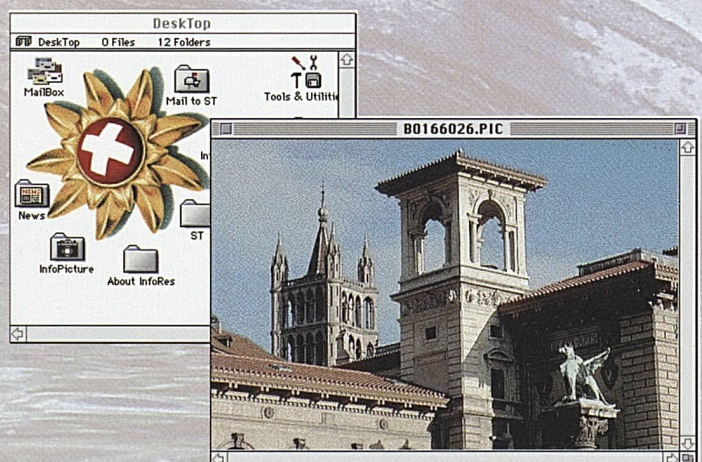 DeskTop
DeskTop 0 Files 12 Folders
MailBox
Mail to ST
Tools & Utilitie
In
News
ST
InfoPicture
About InfoRes
B0166026.PIC